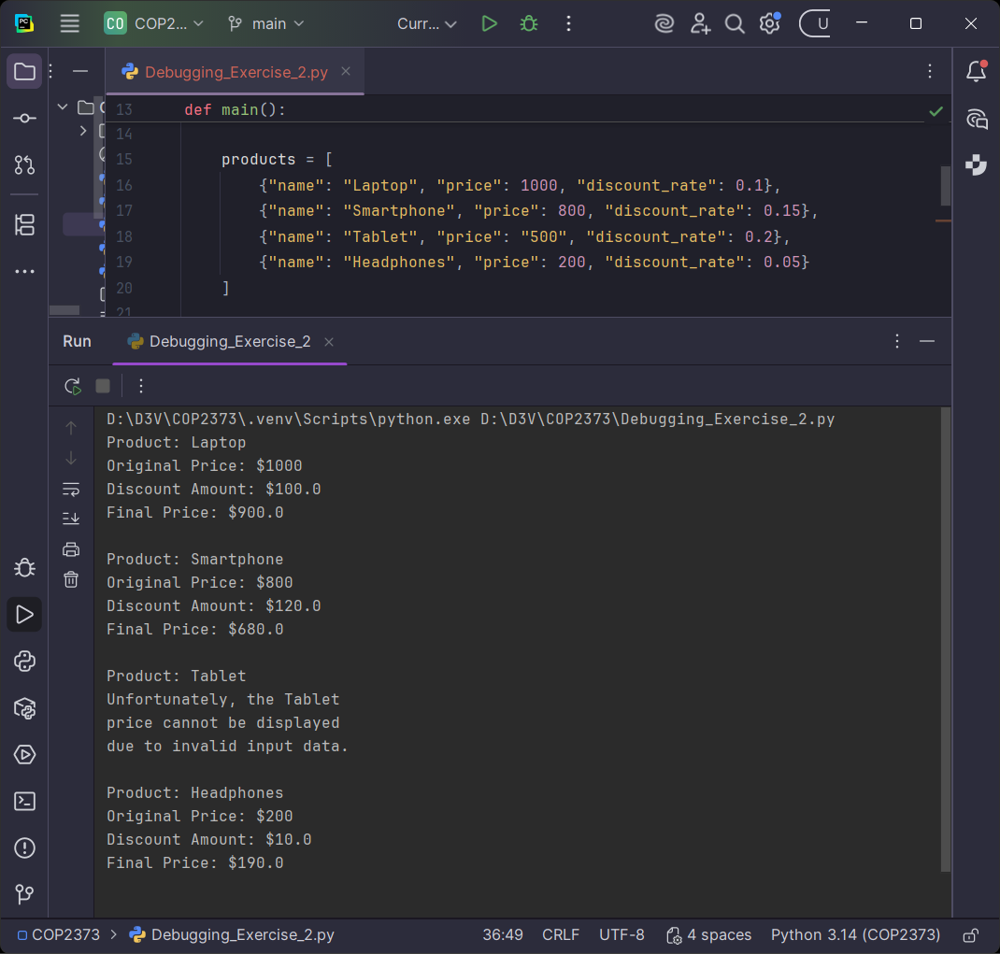 PC
CO COP2... main Curr... U
Debugging_Exercise_2.py
13 def main():
14
15 products = [
16 {"name": "Laptop", "price": 1000, "discount_rate": 0.1},
17 {"name": "Smartphone", "price": 800, "discount_rate": 0.15},
18 {"name": "Tablet", "price": "500", "discount_rate": 0.2},
19 {"name": "Headphones", "price": 200, "discount_rate": 0.05}
20 ]
21
Run Debugging_Exercise_2
D:\D3V\COP2373\.venv\Scripts\python.exe D:\D3V\COP2373\Debugging_Exercise_2.py
Product: Laptop
Original Price: $1000
Discount Amount: $100.0
Final Price: $900.0
Product: Smartphone
Original Price: $800
Discount Amount: $120.0
Final Price: $680.0
Product: Tablet
Unfortunately, the Tablet
price cannot be displayed
due to invalid input data.
Product: Headphones
Original Price: $200
Discount Amount: $10.0
Final Price: $190.0
COP2373 > Debugging_Exercise_2.py 36:49 CRLF UTF-8 4 spaces Python 3.14 (COP2373)